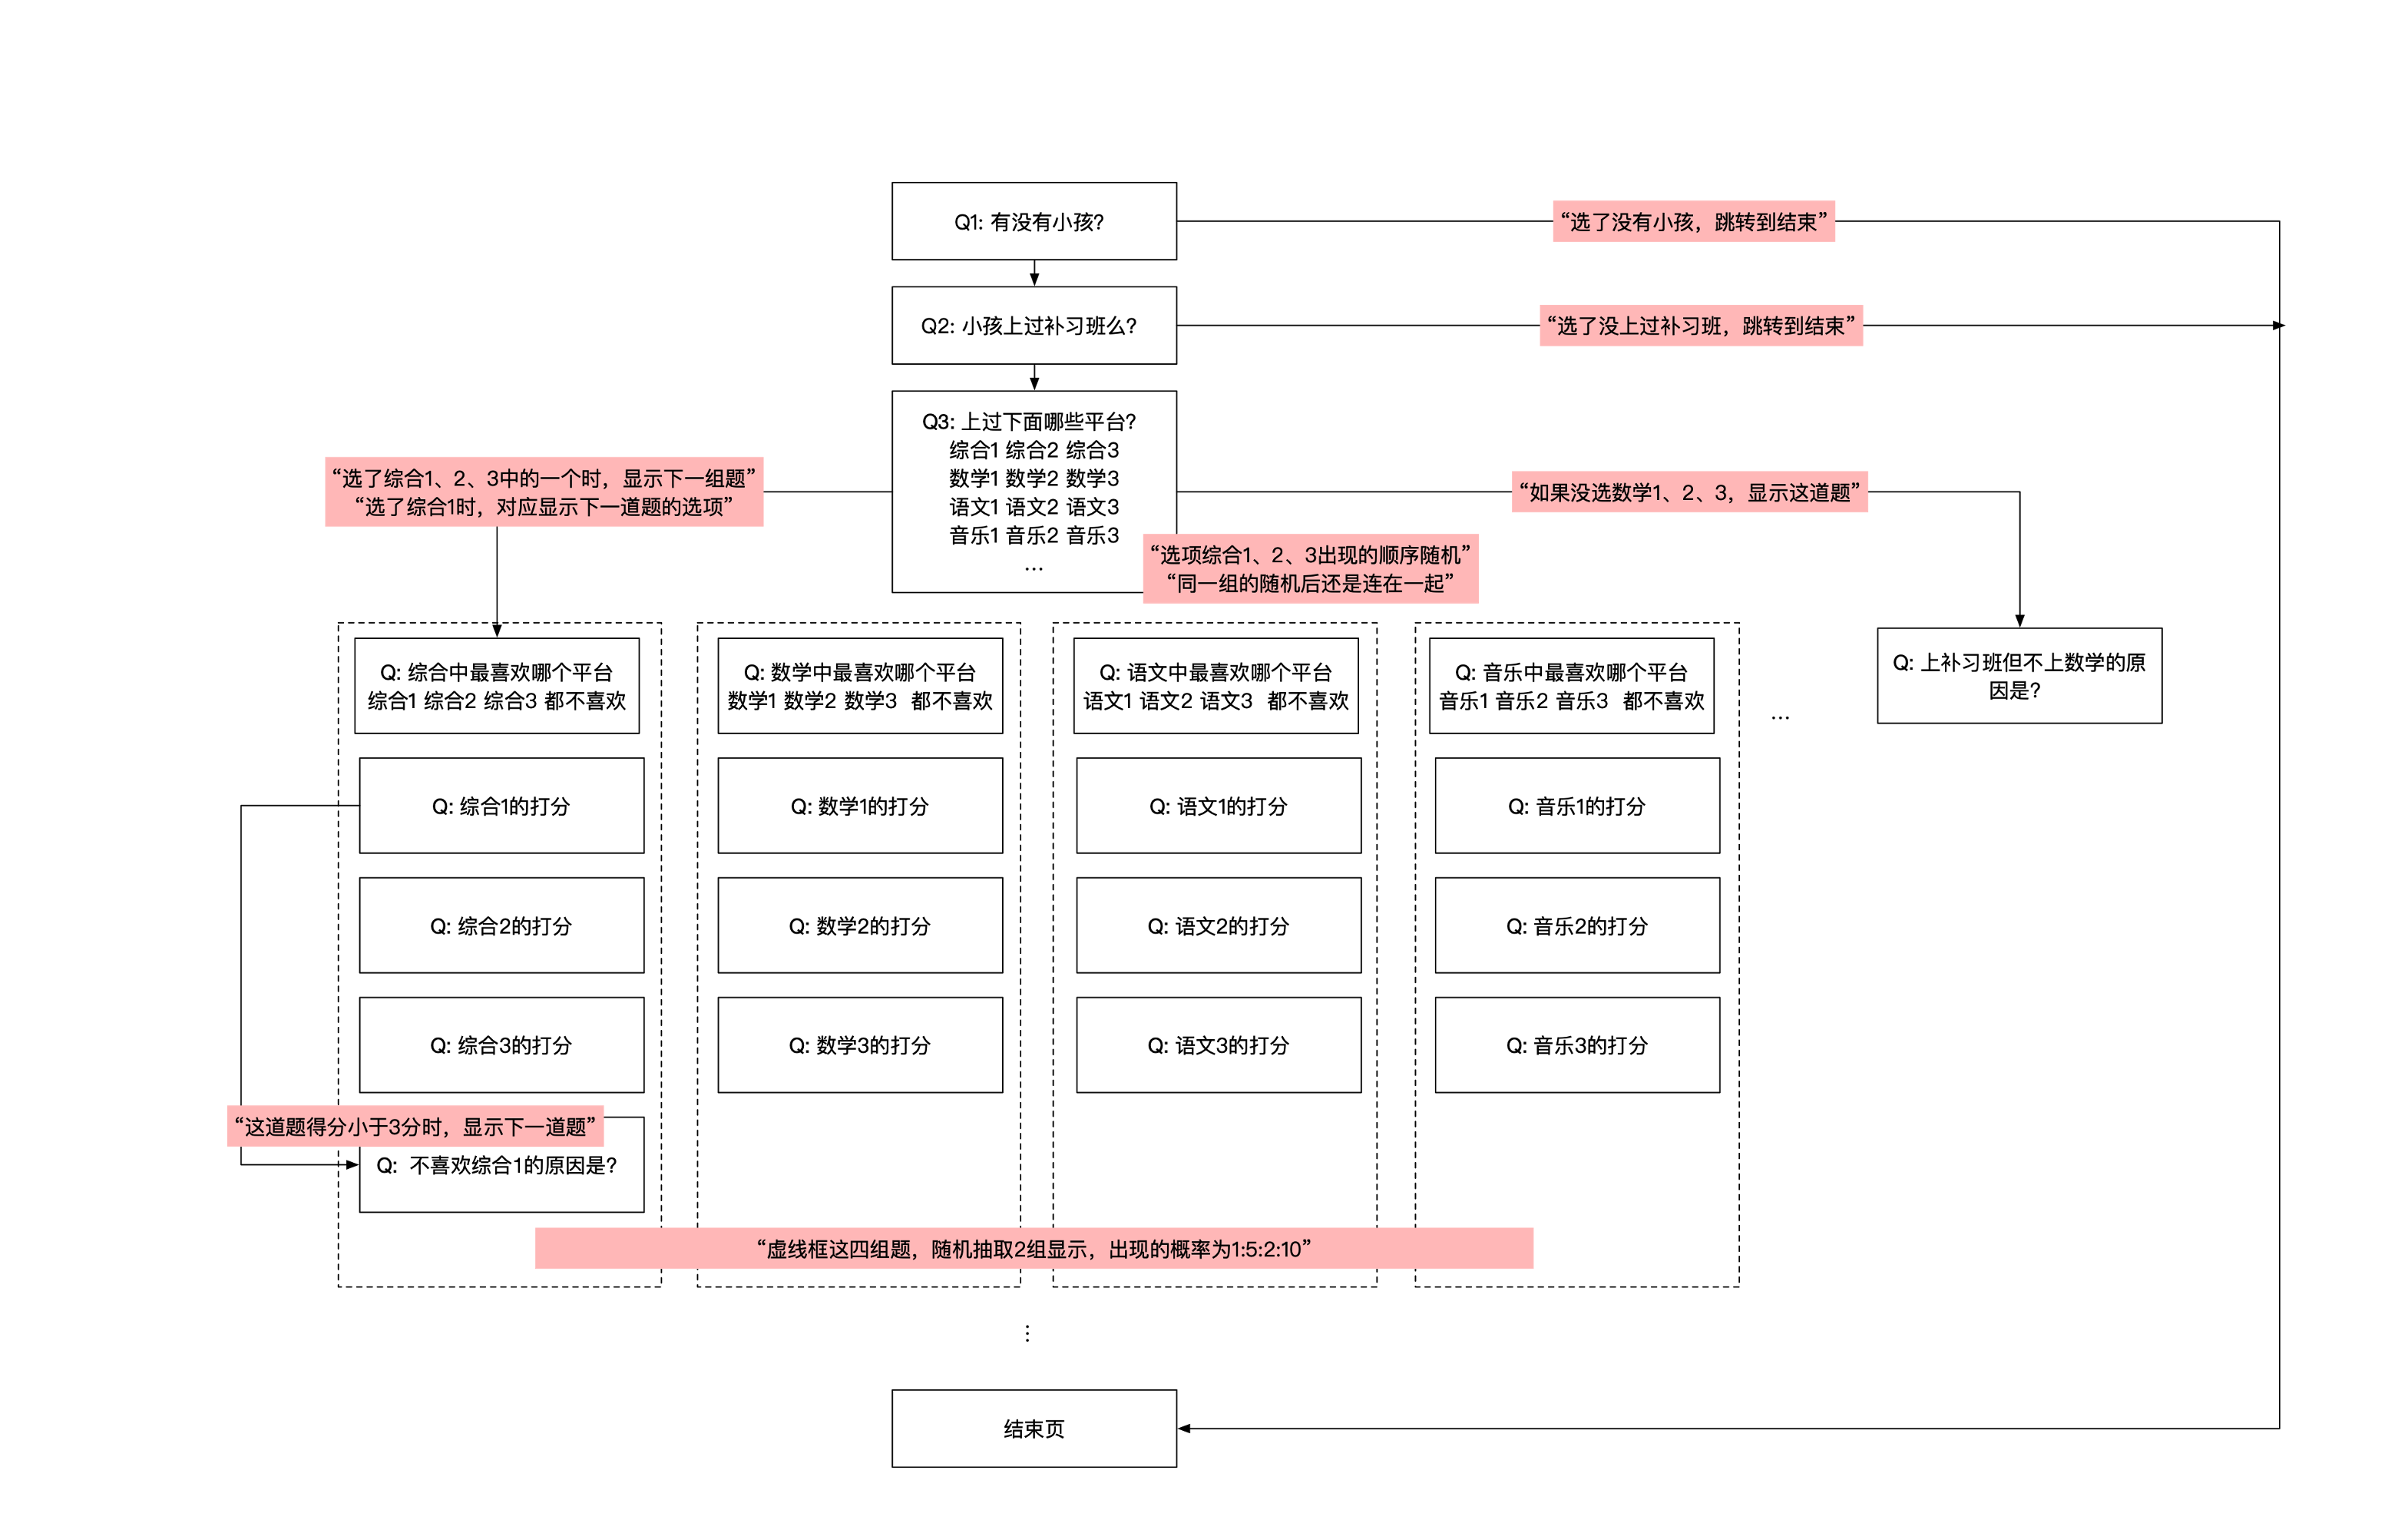 Q1: 有没有小孩?
“选了没有小孩，跳转到结束”
Q2: 小孩上过补习班么?
“选了没上过补习班，跳转到结束”
Q3: 上过下面哪些平台?
综合1 综合2 综合3
数学1 数学2 数学3
语文1 语文2 语文3
音乐1 音乐2 音乐3
...
“选了综合1、2、3中的一个时，显示下一组题”
“选了综合1时，对应显示下一道题的选项”
“如果没选数学1、2、3，显示这道题”
“选项综合1、2、3出现的顺序随机”
“同一组的随机后还是连在一起”
Q: 综合中最喜欢哪个平台
综合1 综合2 综合3 都不喜欢
Q: 数学中最喜欢哪个平台
数学1 数学2 数学3 都不喜欢
Q: 语文中最喜欢哪个平台
语文1 语文2 语文3 都不喜欢
Q: 音乐中最喜欢哪个平台
音乐1 音乐2 音乐3 都不喜欢
...
Q: 上补习班但不上数学的原
因是?
Q: 综合1的打分
Q: 数学1的打分
Q: 语文1的打分
Q: 音乐1的打分
Q: 综合2的打分
Q: 数学2的打分
Q: 语文2的打分
Q: 音乐2的打分
Q: 综合3的打分
Q: 数学3的打分
Q: 语文3的打分
Q: 音乐3的打分
“这道题得分小于3分时，显示下一道题”
Q: 不喜欢综合1的原因是?
“虚线框这四组题，随机抽取2组显示，出现的概率为1:5:2:10”
...
结束页